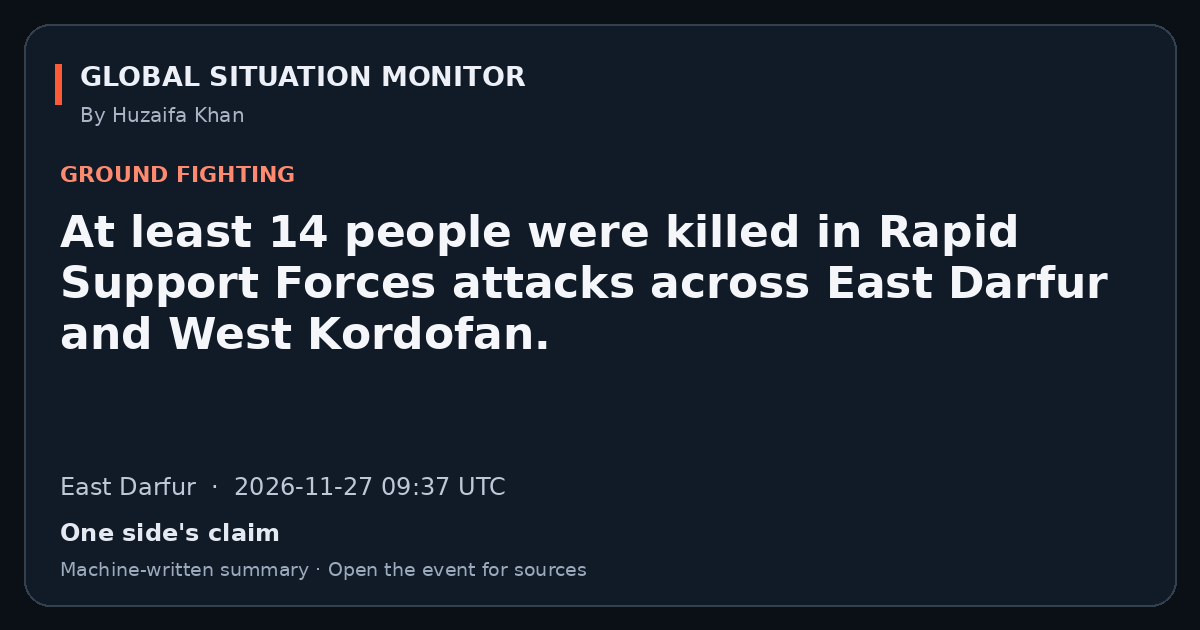 GLOBAL SITUATION MONITOR
By Huzaifa Khan
GROUND FIGHTING
At least 14 people were killed in Rapid
Support Forces attacks across East Darfur
and West Kordofan.
East Darfur · 2026-11-27 09:37 UTC
One side's claim
Machine-written summary · Open the event for sources